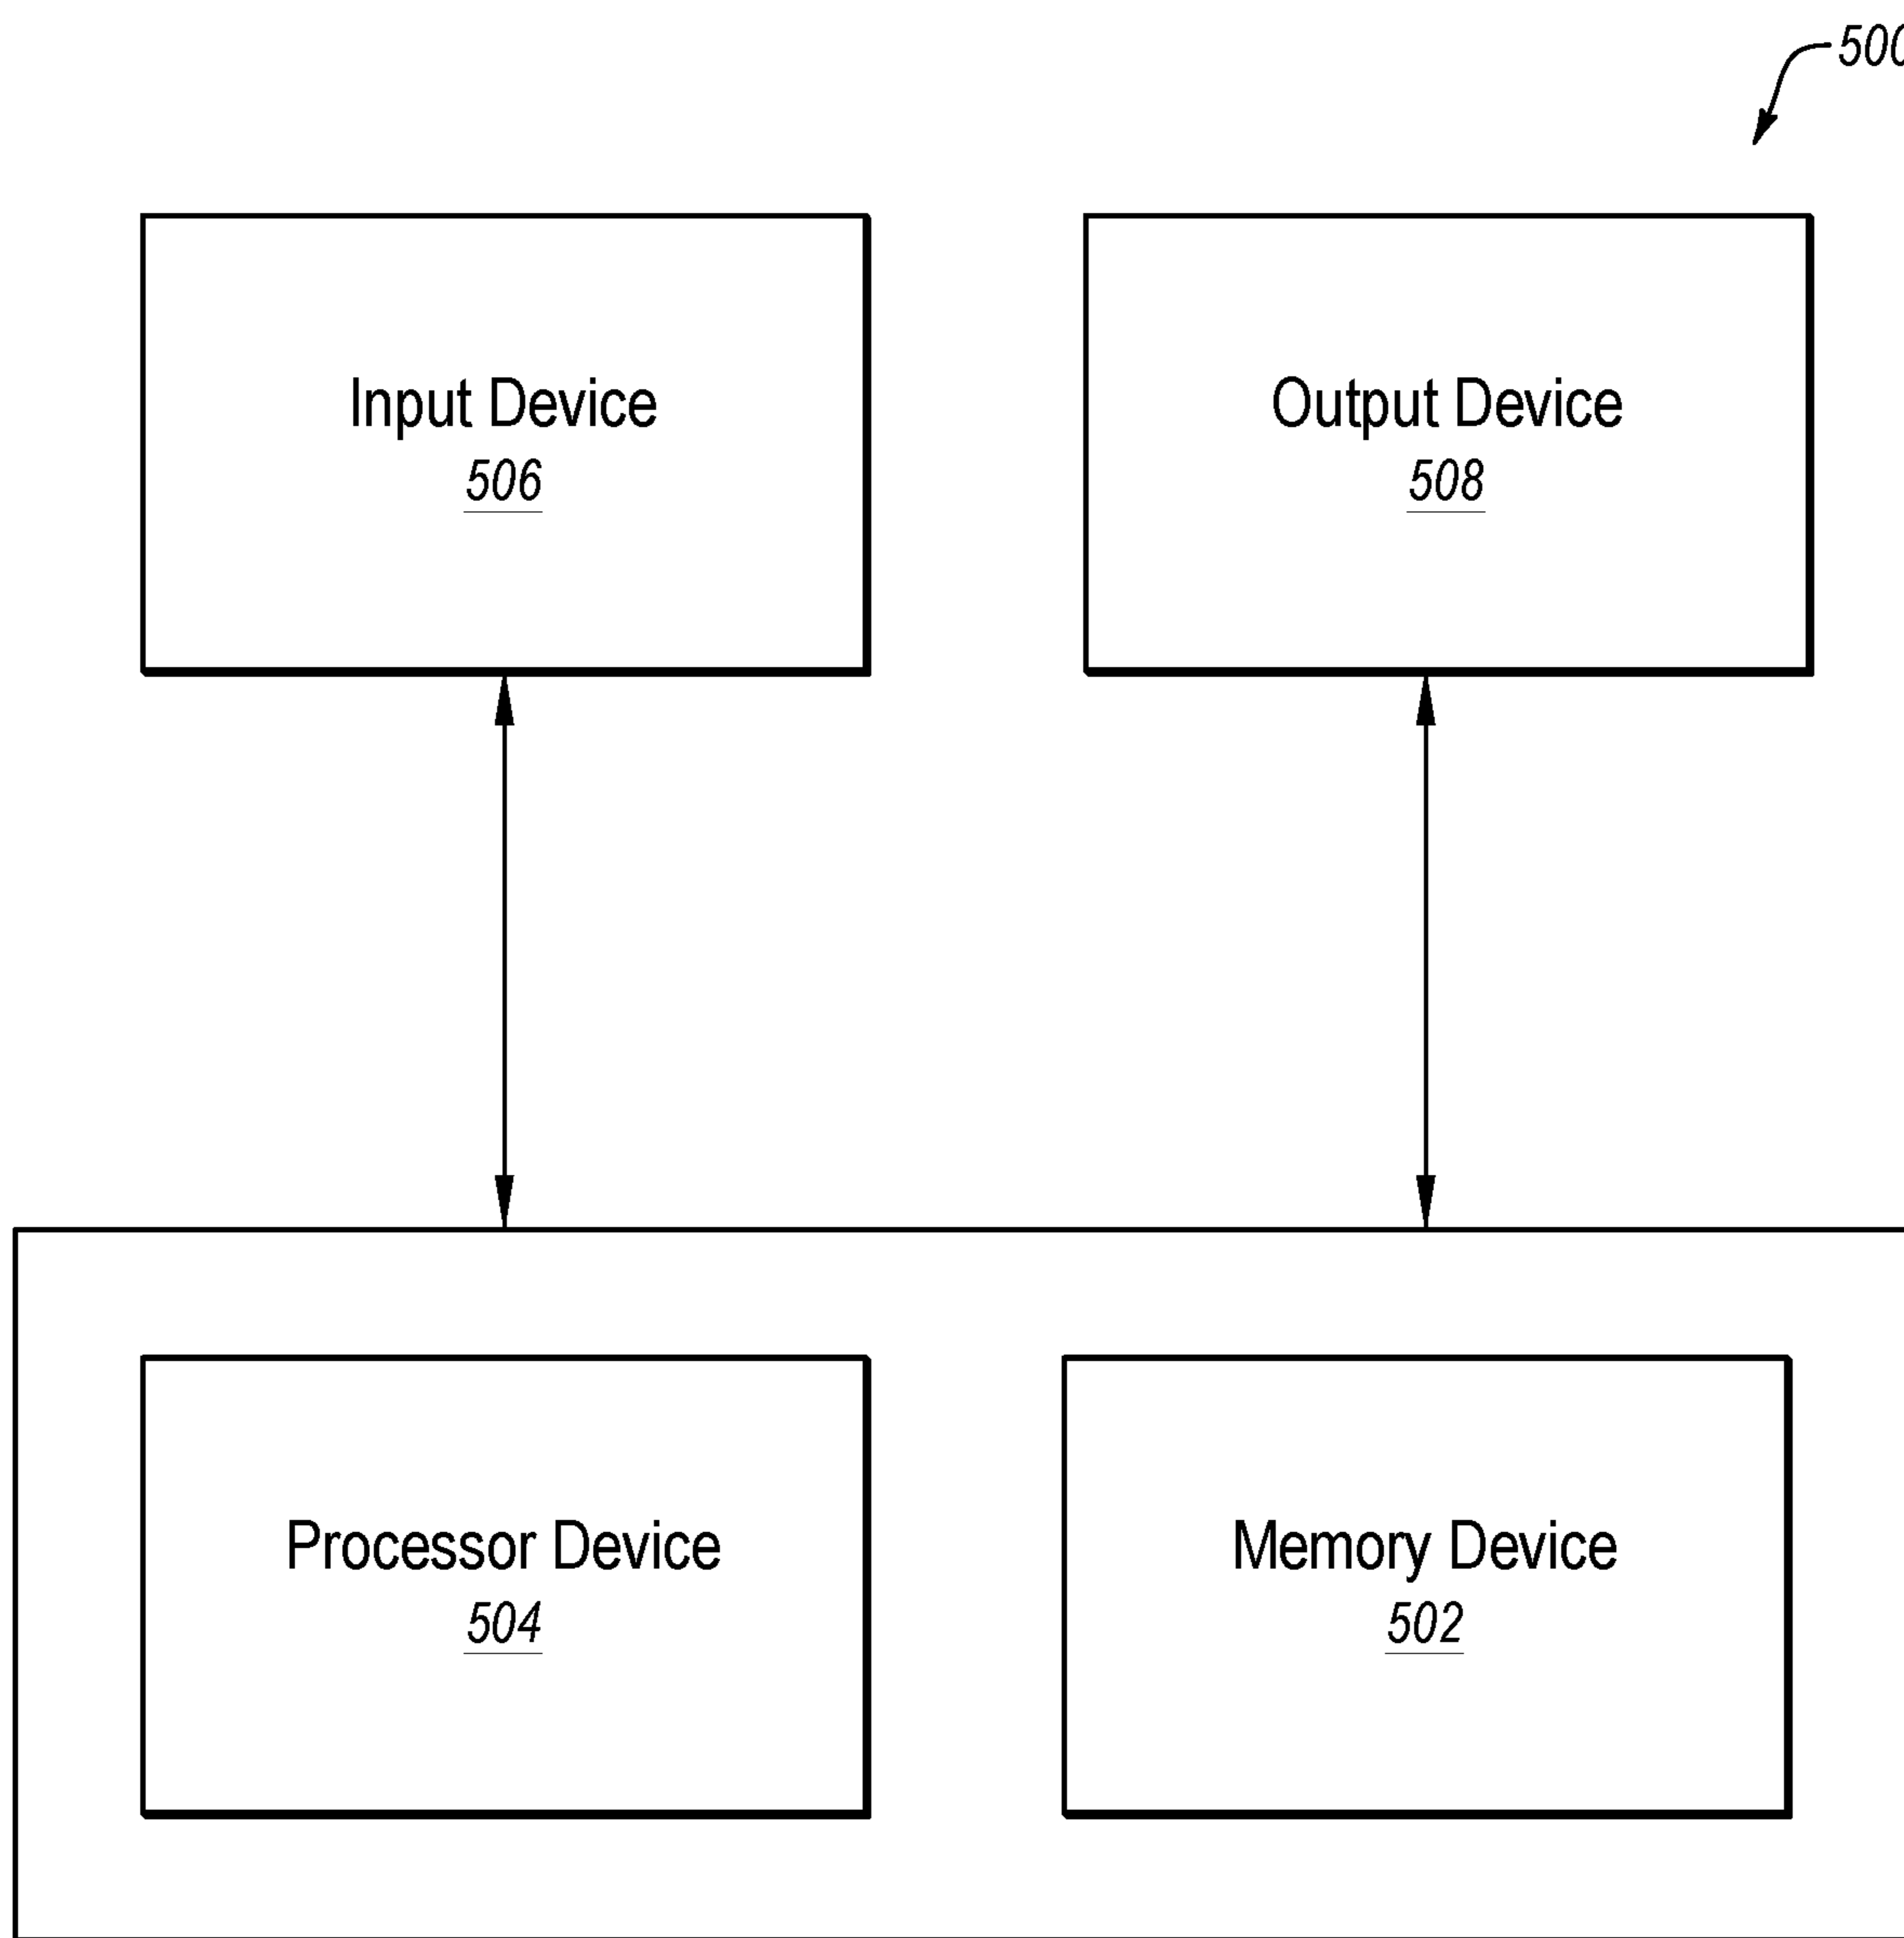 500
Input Device
506
Output Device
508
Processor Device
504
Memory Device
502